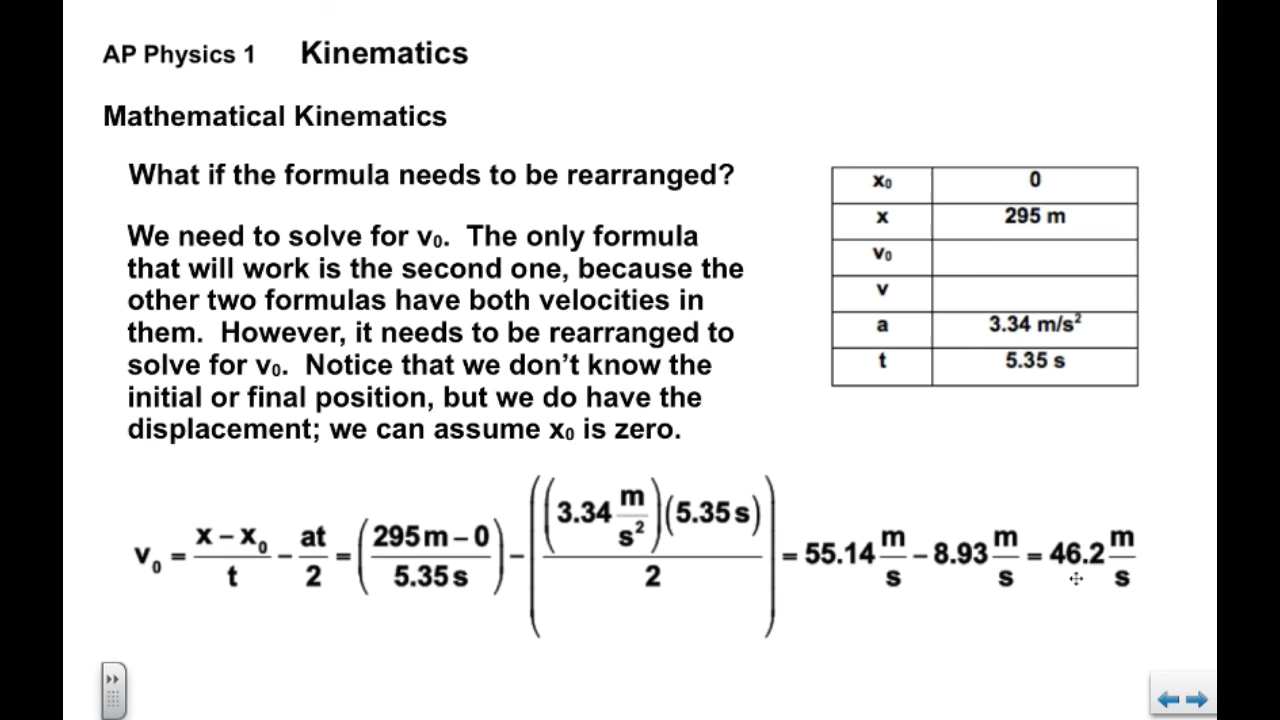 AP Physics 1 Kinematics
Mathematical Kinematics
What if the formula needs to be rearranged?
We need to solve for v₀. The only formula
that will work is the second one, because the
other two formulas have both velocities in
them. However, it needs to be rearranged to
solve for v₀. Notice that we don't know the
initial or final position, but we do have the
displacement; we can assume x₀ is zero.
x₀ 0
x 295 m
v₀
v
a 3.34 m/s²
t 5.35 s
v₀ = (x – x₀)/t – at/2 = ((295 m – 0)/(5.35 s)) – (((3.34 m/s²)(5.35 s))/2) = 55.14 m/s – 8.93 m/s = 46.2 m/s